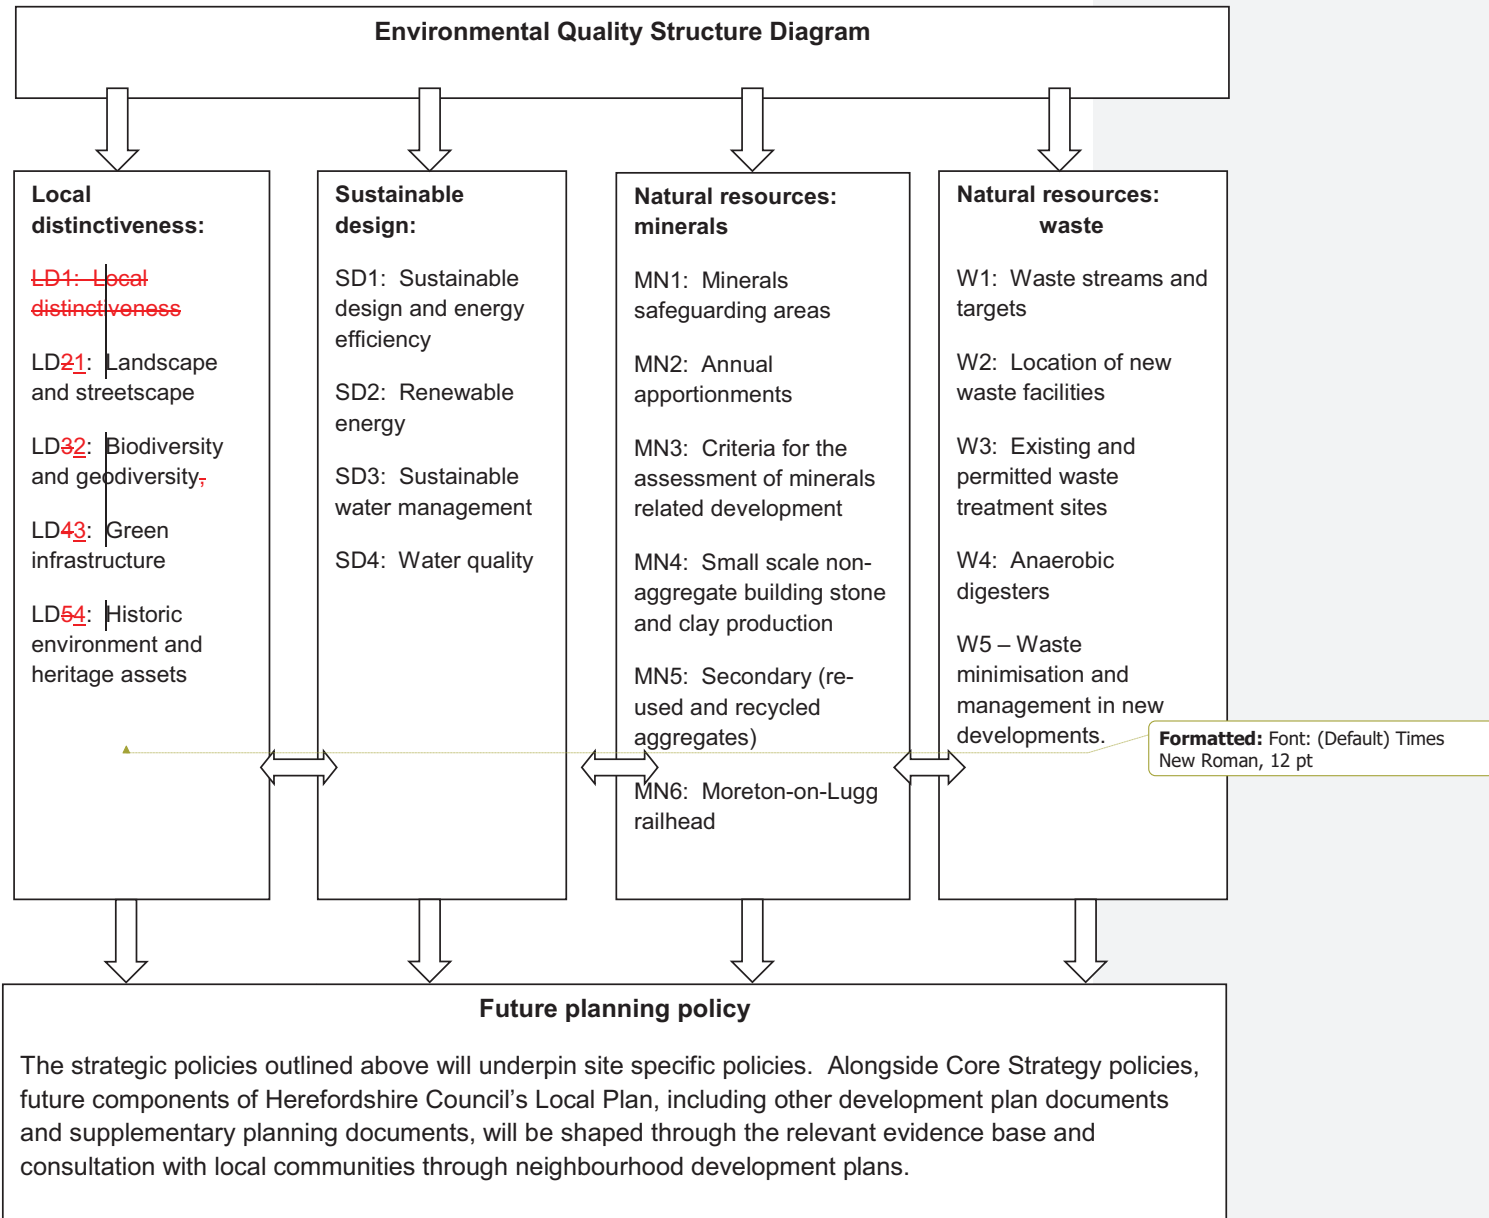 Environmental Quality Structure Diagram
Local
distinctiveness:
LD1: Local
distinctiveness
LD21: Landscape
and streetscape
LD32: Biodiversity
and geodiversity,
LD43: Green
infrastructure
LD54: Historic
environment and
heritage assets
Sustainable
design:
SD1: Sustainable
design and energy
efficiency
SD2: Renewable
energy
SD3: Sustainable
water management
SD4: Water quality
Natural resources:
minerals
MN1: Minerals
safeguarding areas
MN2: Annual
apportionments
MN3: Criteria for the
assessment of minerals
related development
MN4: Small scale non-
aggregate building stone
and clay production
MN5: Secondary (re-
used and recycled
aggregates)
MN6: Moreton-on-Lugg
railhead
Natural resources:
waste
W1: Waste streams and
targets
W2: Location of new
waste facilities
W3: Existing and
permitted waste
treatment sites
W4: Anaerobic
digesters
W5 – Waste
minimisation and
management in new
developments.
Formatted: Font: (Default) Times
New Roman, 12 pt
Future planning policy
The strategic policies outlined above will underpin site specific policies. Alongside Core Strategy policies,
future components of Herefordshire Council's Local Plan, including other development plan documents
and supplementary planning documents, will be shaped through the relevant evidence base and
consultation with local communities through neighbourhood development plans.